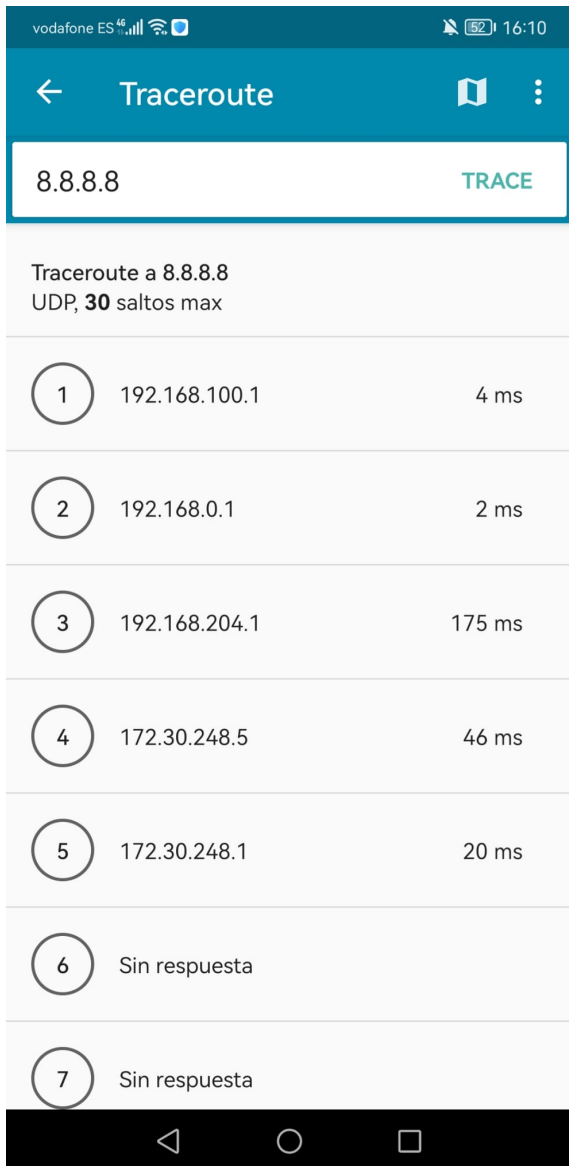 vodafone ES 46 52 16:10
Traceroute
8.8.8.8 TRACE
Traceroute a 8.8.8.8
UDP, 30 saltos max
1 192.168.100.1 4 ms
2 192.168.0.1 2 ms
3 192.168.204.1 175 ms
4 172.30.248.5 46 ms
5 172.30.248.1 20 ms
6 Sin respuesta
7 Sin respuesta